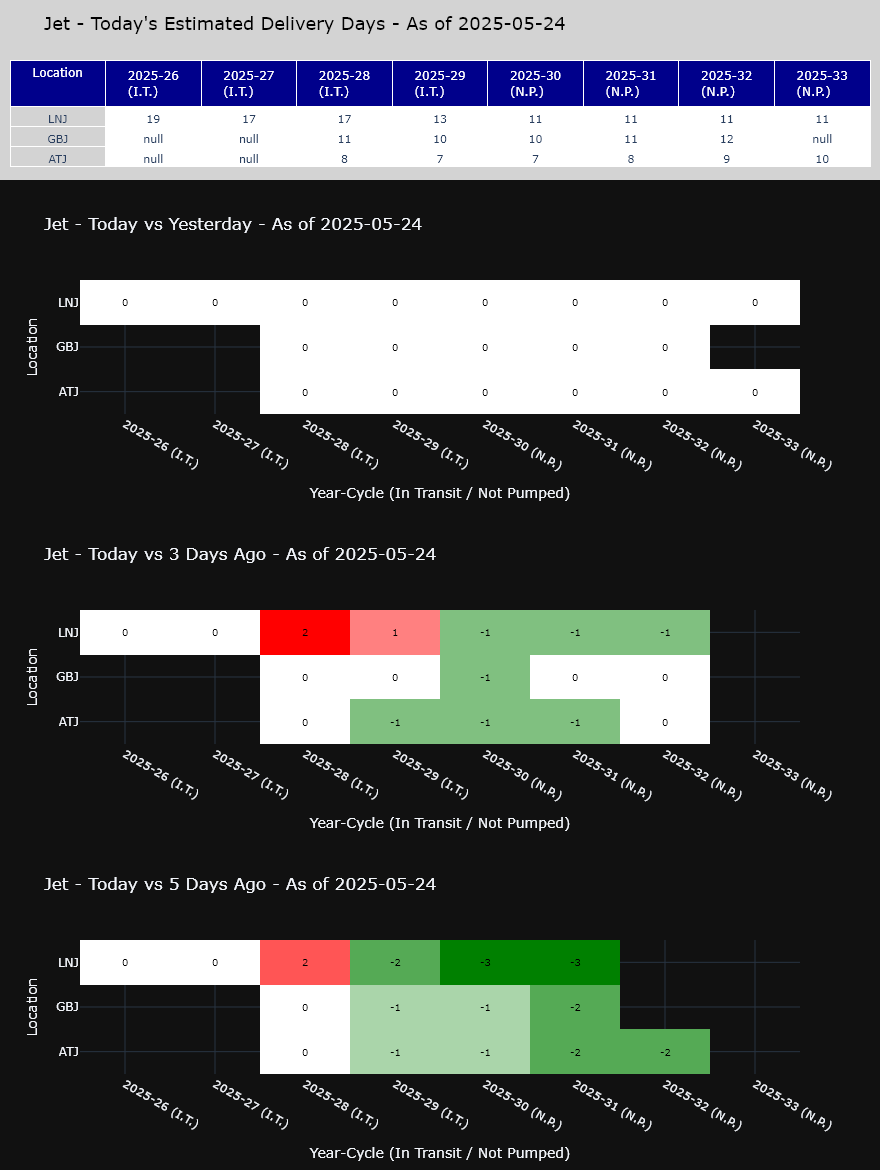 Jet - Today's Estimated Delivery Days - As of 2025-05-24
Location 2025-26 (I.T.) 2025-27 (I.T.) 2025-28 (I.T.) 2025-29 (I.T.) 2025-30 (N.P.) 2025-31 (N.P.) 2025-32 (N.P.) 2025-33 (N.P.)
LNJ 19 17 17 13 11 11 11 11
GBJ null null 11 10 10 11 12 null
ATJ null null 8 7 7 8 9 10
Jet - Today vs Yesterday - As of 2025-05-24
Location
LNJ 0 0 0 0 0 0 0 0
GBJ 0 0 0 0 0
ATJ 0 0 0 0 0 0
2025-26 (I.T.) 2025-27 (I.T.) 2025-28 (I.T.) 2025-29 (I.T.) 2025-30 (N.P.) 2025-31 (N.P.) 2025-32 (N.P.) 2025-33 (N.P.)
Year-Cycle (In Transit / Not Pumped)
Jet - Today vs 3 Days Ago - As of 2025-05-24
Location
LNJ 0 0 2 1 -1 -1 -1
GBJ 0 0 -1 0 0
ATJ 0 -1 -1 -1 0
2025-26 (I.T.) 2025-27 (I.T.) 2025-28 (I.T.) 2025-29 (I.T.) 2025-30 (N.P.) 2025-31 (N.P.) 2025-32 (N.P.) 2025-33 (N.P.)
Year-Cycle (In Transit / Not Pumped)
Jet - Today vs 5 Days Ago - As of 2025-05-24
Location
LNJ 0 0 2 -2 -3 -3
GBJ 0 -1 -1 -2
ATJ 0 -1 -1 -2 -2
2025-26 (I.T.) 2025-27 (I.T.) 2025-28 (I.T.) 2025-29 (I.T.) 2025-30 (N.P.) 2025-31 (N.P.) 2025-32 (N.P.) 2025-33 (N.P.)
Year-Cycle (In Transit / Not Pumped)